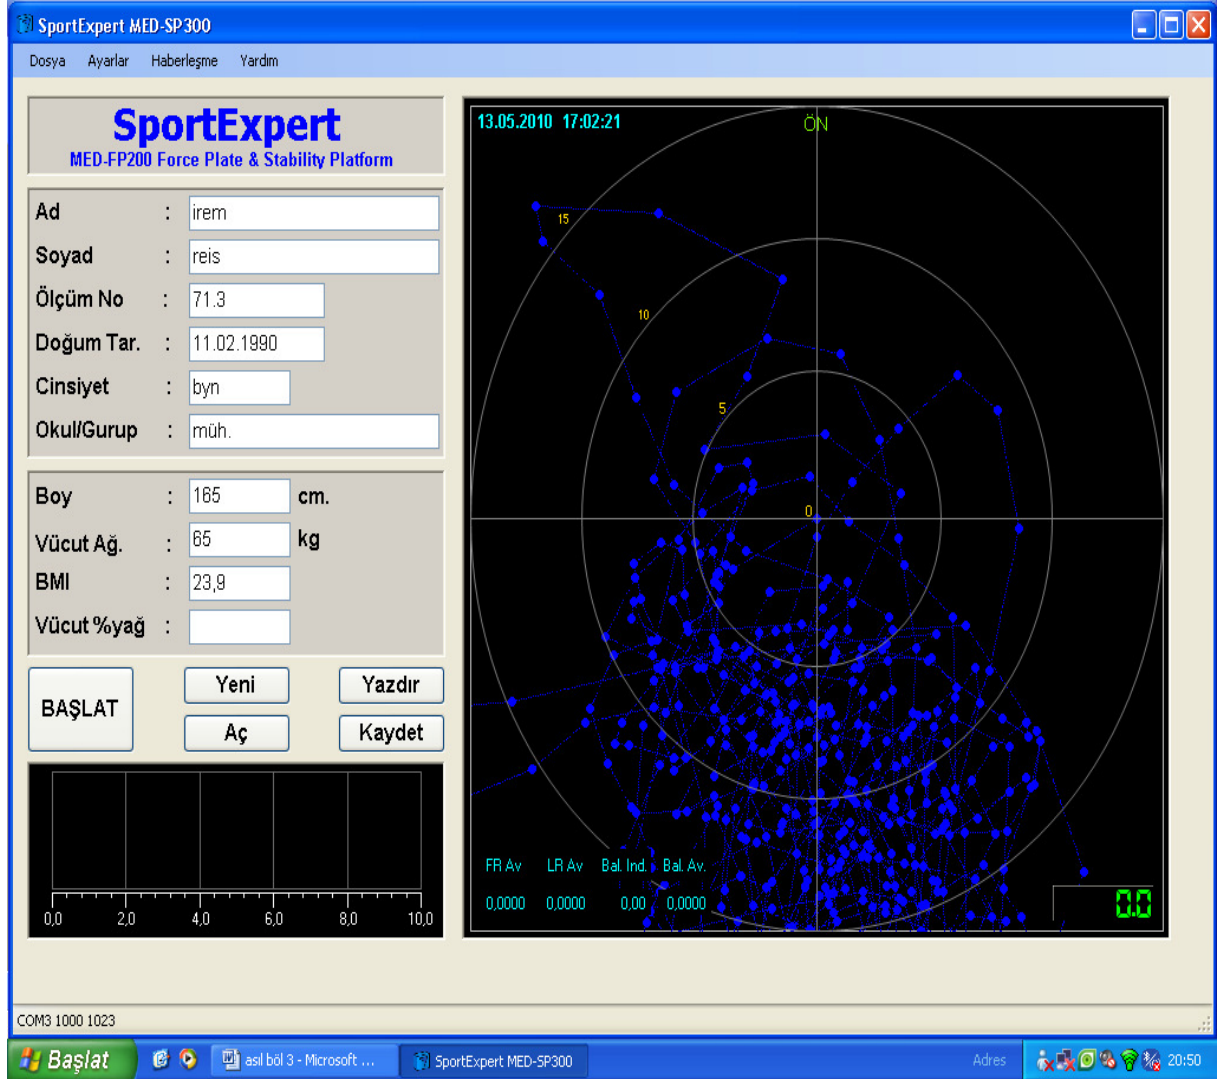 SportExpert MED-SP300
Dosya Ayarlar Haberleşme Yardım
SportExpert
MED-FP200 Force Plate & Stability Platform
Ad : irem
Soyad : reis
Ölçüm No : 71.3
Doğum Tar. : 11.02.1990
Cinsiyet : byn
Okul/Gurup : müh.
Boy : 165 cm.
Vücut Ağ. : 65 kg
BMI : 23,9
Vücut %yağ :
BAŞLAT
Yeni
Yazdır
Aç
Kaydet
0,0 2,0 4,0 6,0 8,0 10,0
13.05.2010 17:02:21
ÖN
15
10
5
0
FR Av LR Av Bal. Ind. Bal. Av.
0,0000 0,0000 0,00 0,0000
0.0
COM3 1000 1023
Başlat
asıl böl 3 - Microsoft ...
SportExpert MED-SP300
Adres
20:50